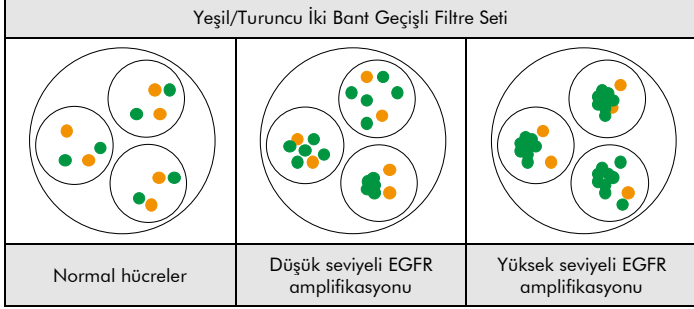 Yeşil/Turuncu İki Bant Geçişli Filtre Seti
Normal hücreler
Düşük seviyeli EGFR
amplifikasyonu
Yüksek seviyeli EGFR
amplifikasyonu